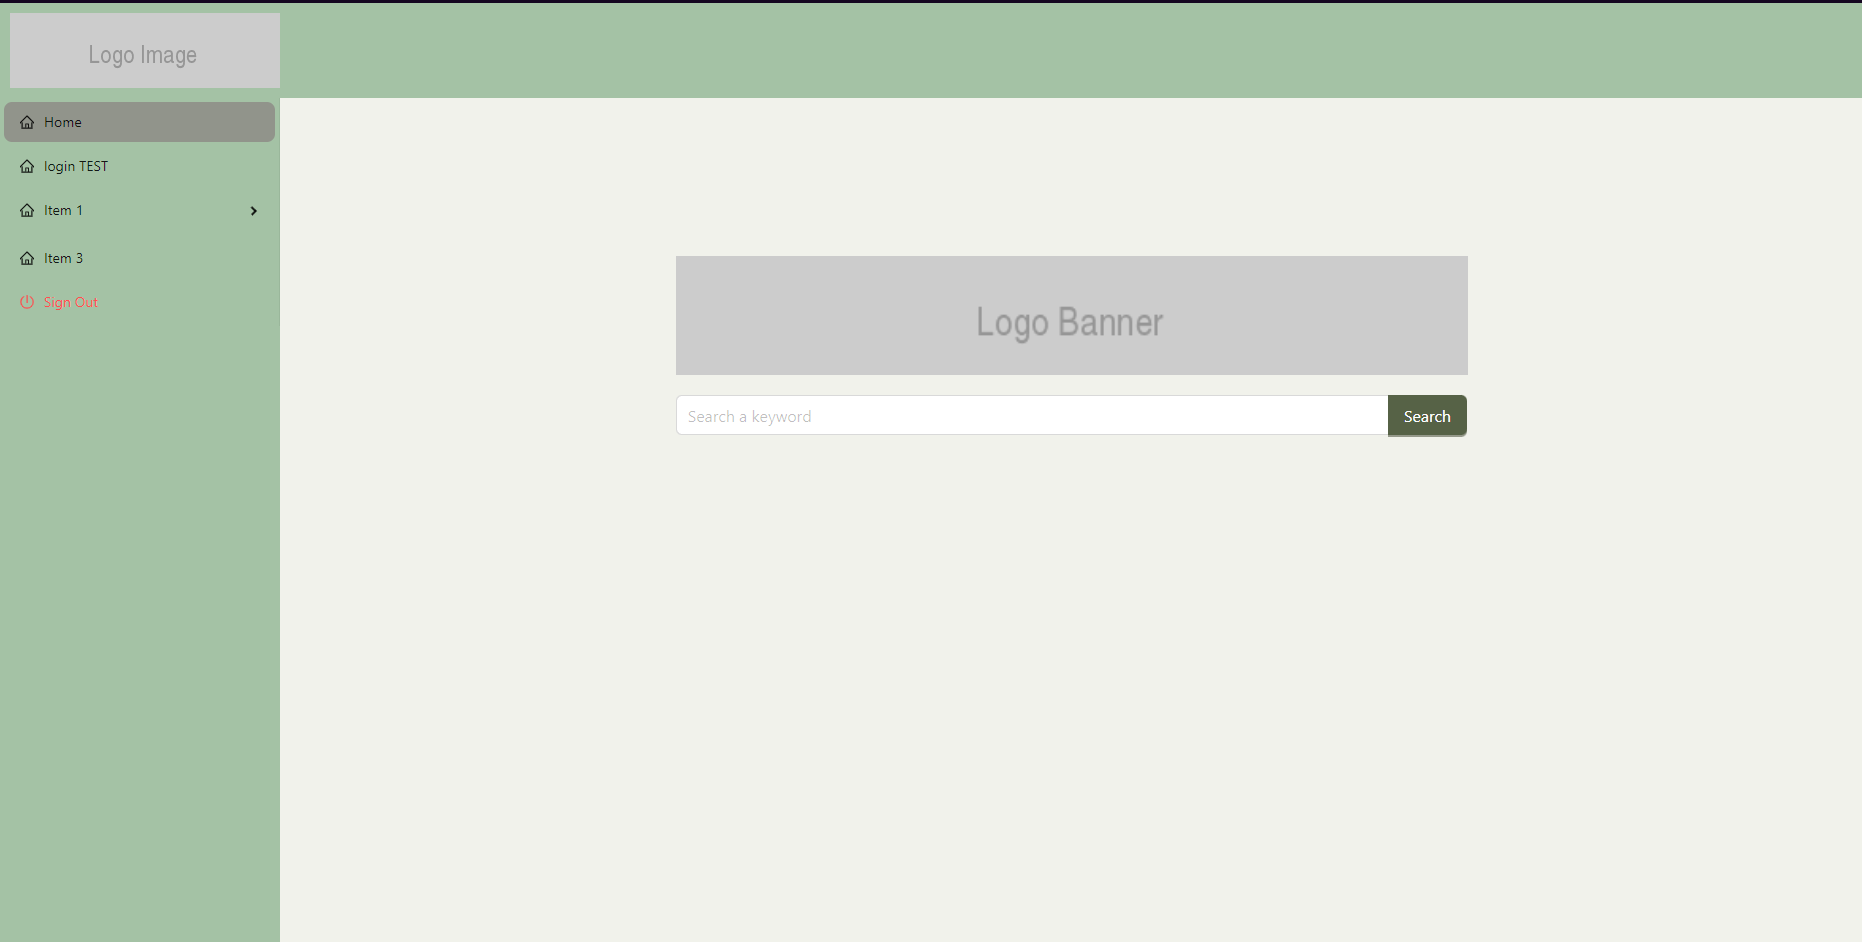 Logo Image
Home
login TEST
Item 1
Item 3
Sign Out
Logo Banner
Search a keyword
Search